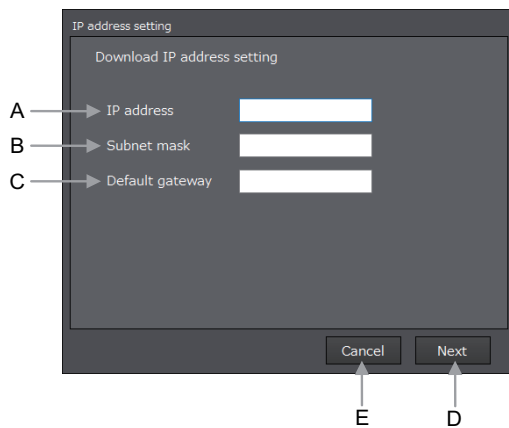 IP address setting
Download IP address setting
A IP address
B Subnet mask
C Default gateway
Cancel Next
E D